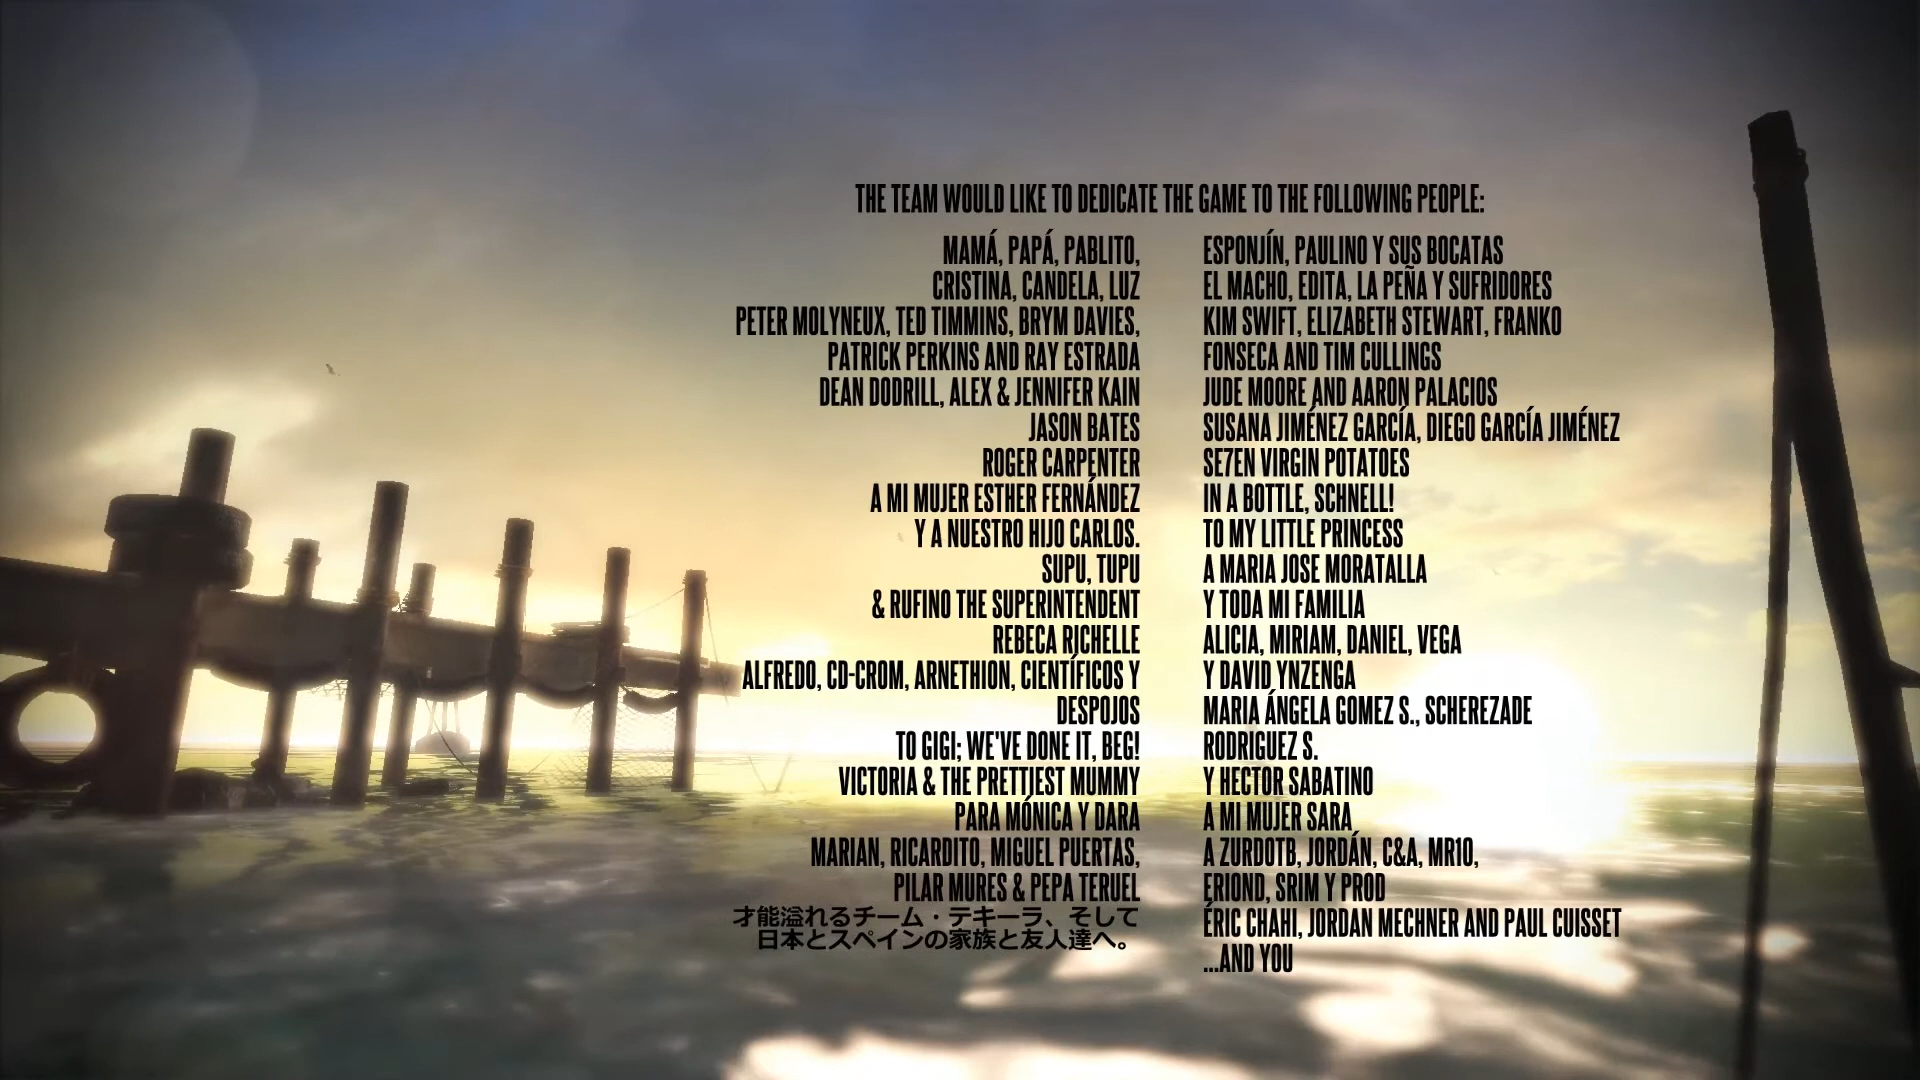 THE TEAM WOULD LIKE TO DEDICATE THE GAME TO THE FOLLOWING PEOPLE:
MAMÁ, PAPÁ, PABLITO,
CRISTINA, CANDELA, LUZ
PETER MOLYNEUX, TED TIMMINS, BRYM DAVIES,
PATRICK PERKINS AND RAY ESTRADA
DEAN DODRILL, ALEX & JENNIFER KAIN
JASON BATES
ROGER CARPENTER
A MI MUJER ESTHER FERNÁNDEZ
Y A NUESTRO HIJO CARLOS.
SUPU, TUPU
& RUFINO THE SUPERINTENDENT
REBECA RICHELLE
ALFREDO, CD-CROM, ARNETHION, CIENTÍFICOS Y
DESPOJOS
TO GIGI; WE'VE DONE IT, BEG!
VICTORIA & THE PRETTIEST MUMMY
PARA MÓNICA Y DARA
MARIAN, RICARDITO, MIGUEL PUERTAS,
PILAR MURES & PEPA TERUEL
才能溢れるチーム・テキーラ、そして
日本とスペインの家族と友人達へ。
ESPONJÍN, PAULINO Y SUS BOCATAS
EL MACHO, EDITA, LA PEÑA Y SUFRIDORES
KIM SWIFT, ELIZABETH STEWART, FRANKO
FONSECA AND TIM CULLINGS
JUDE MOORE AND AARON PALACIOS
SUSANA JIMÉNEZ GARCÍA, DIEGO GARCÍA JIMÉNEZ
SE7EN VIRGIN POTATOES
IN A BOTTLE, SCHNELL!
TO MY LITTLE PRINCESS
A MARIA JOSE MORATALLA
Y TODA MI FAMILIA
ALICIA, MIRIAM, DANIEL, VEGA
Y DAVID YNZENGA
MARIA ÁNGELA GOMEZ S., SCHEREZADE
RODRIGUEZ S.
Y HECTOR SABATINO
A MI MUJER SARA
A ZURDOTB, JORDÁN, C&A, MR10,
ERIOND, SRIM Y PROD
ÉRIC CHAHI, JORDAN MECHNER AND PAUL CUISSET
...AND YOU